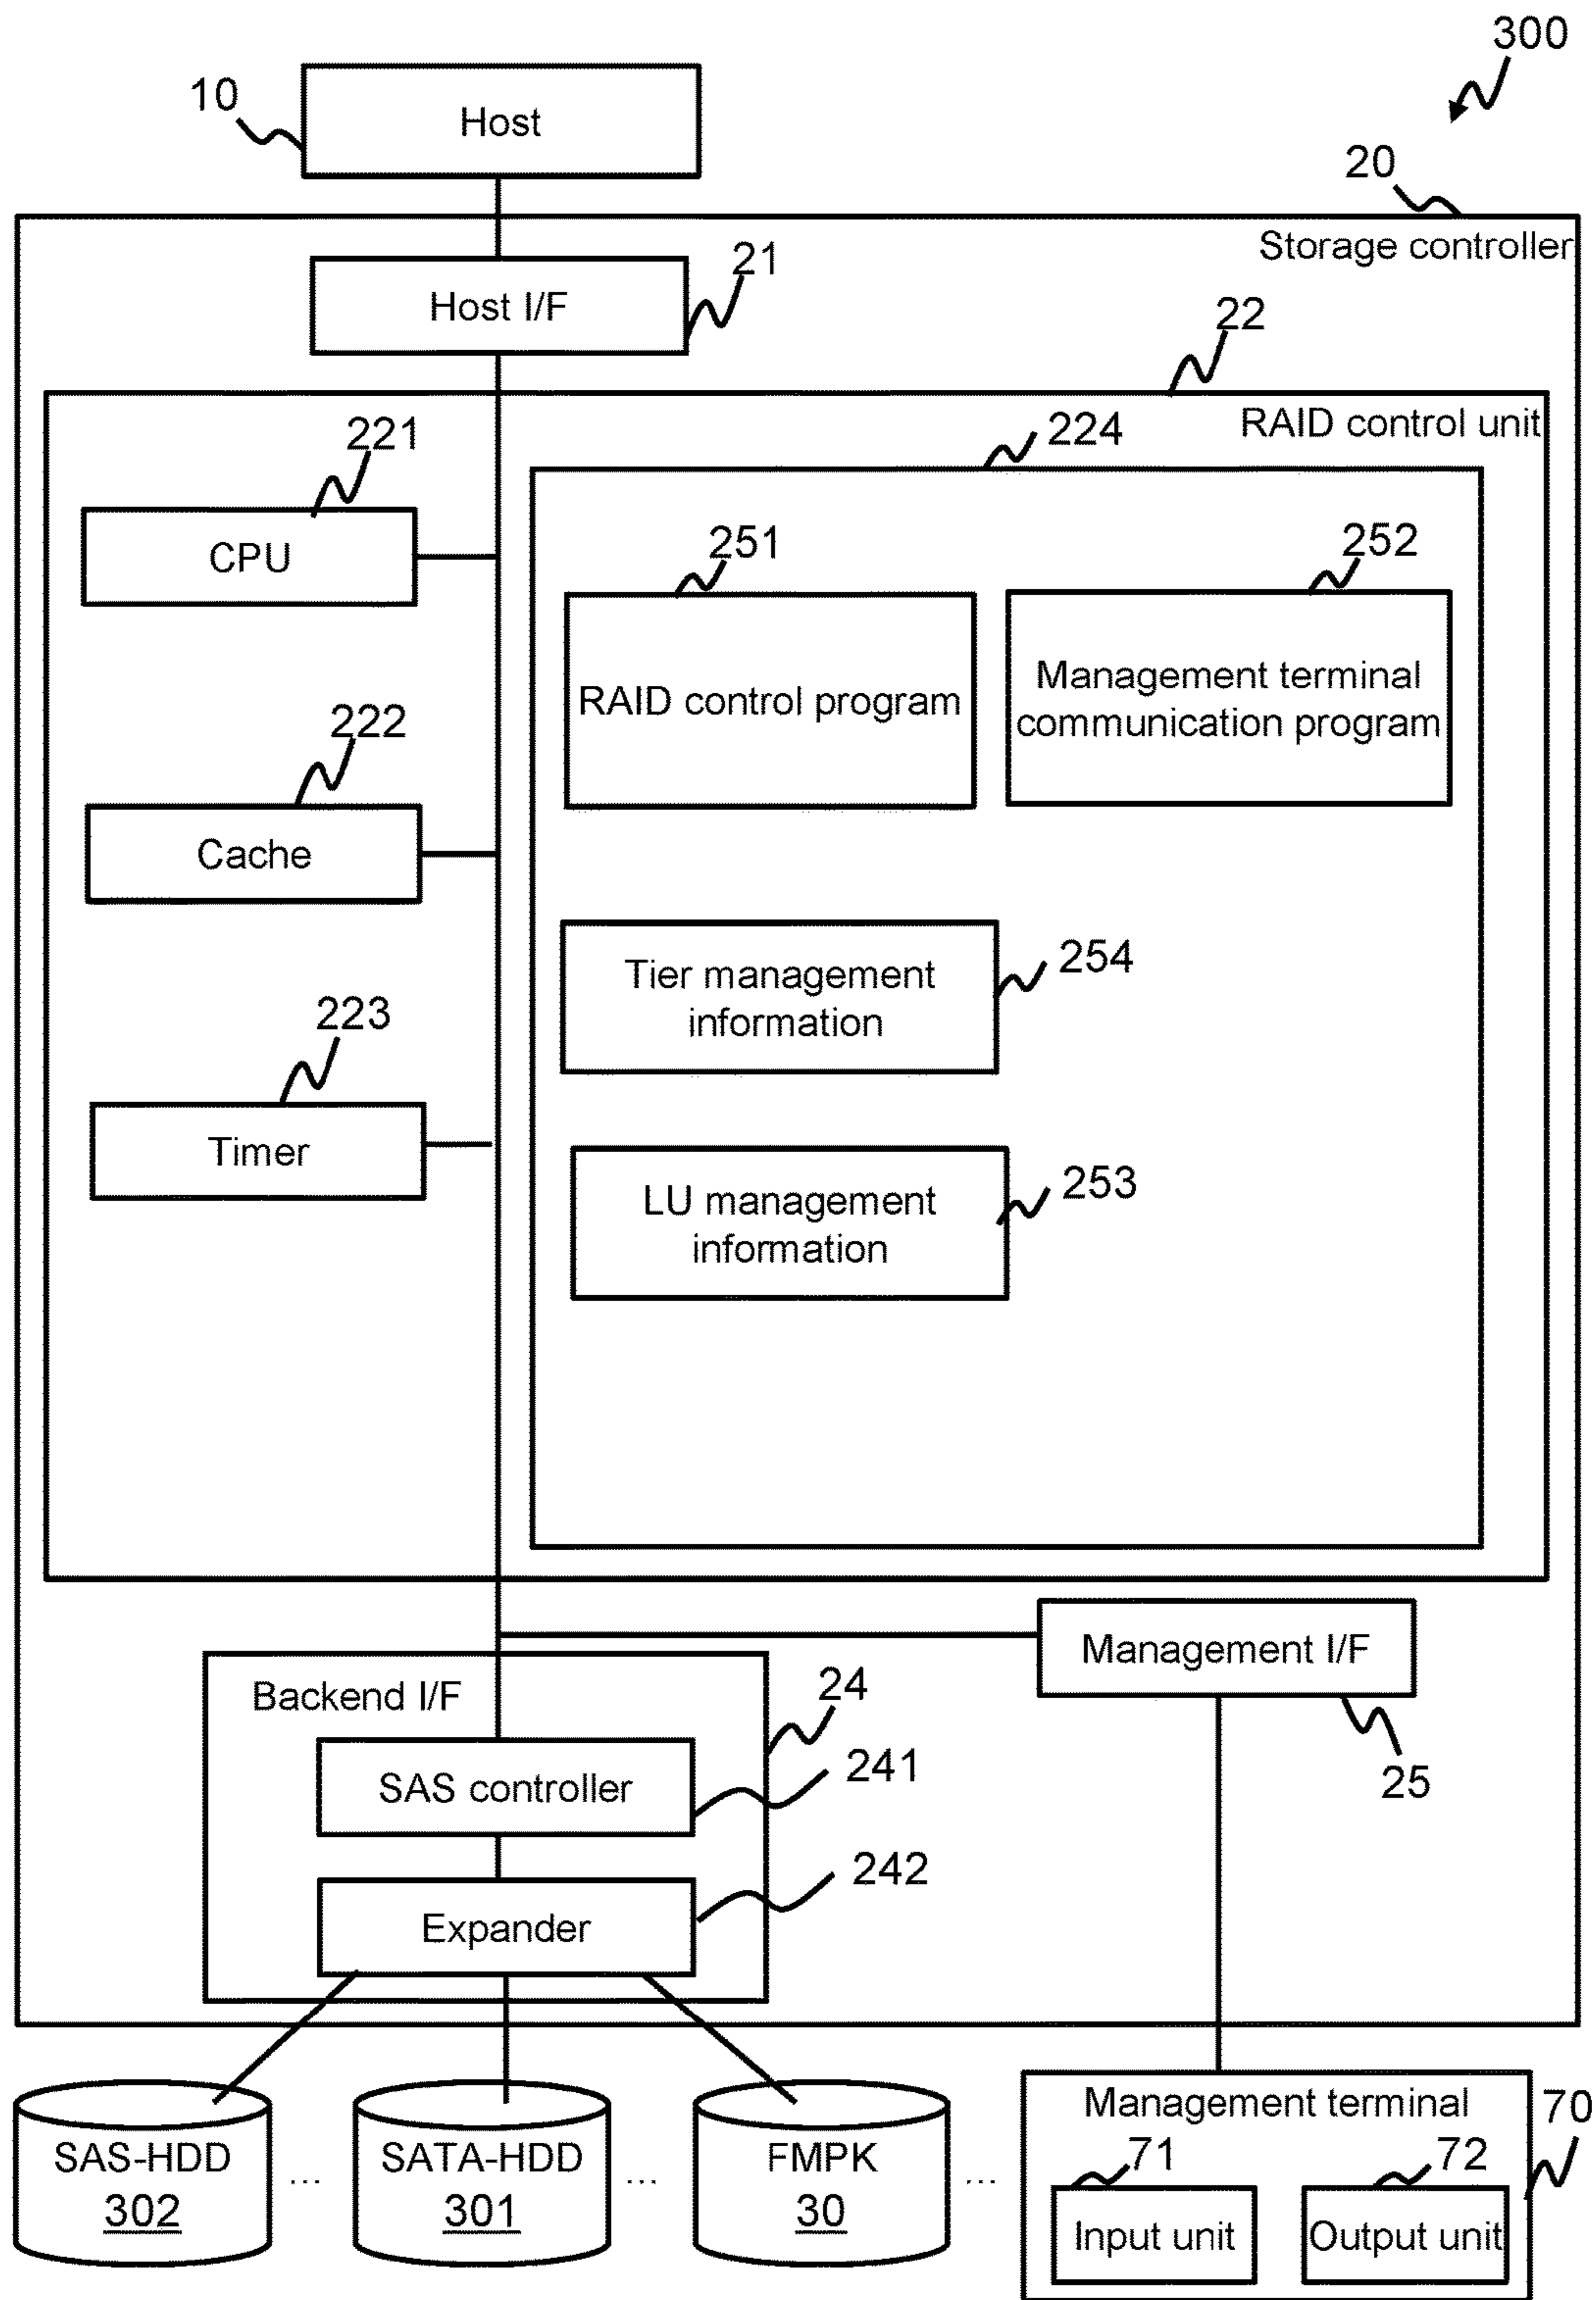 300
10
Host
20
Storage controller
21
Host I/F
22
RAID control unit
221
CPU
224
251
RAID control program
252
Management terminal
communication program
222
Cache
254
Tier management
information
223
Timer
253
LU management
information
Management I/F
25
Backend I/F
24
SAS controller
241
242
Expander
SAS-HDD
302
...
SATA-HDD
301
...
FMPK
30
...
Management terminal
70
71
Input unit
72
Output unit